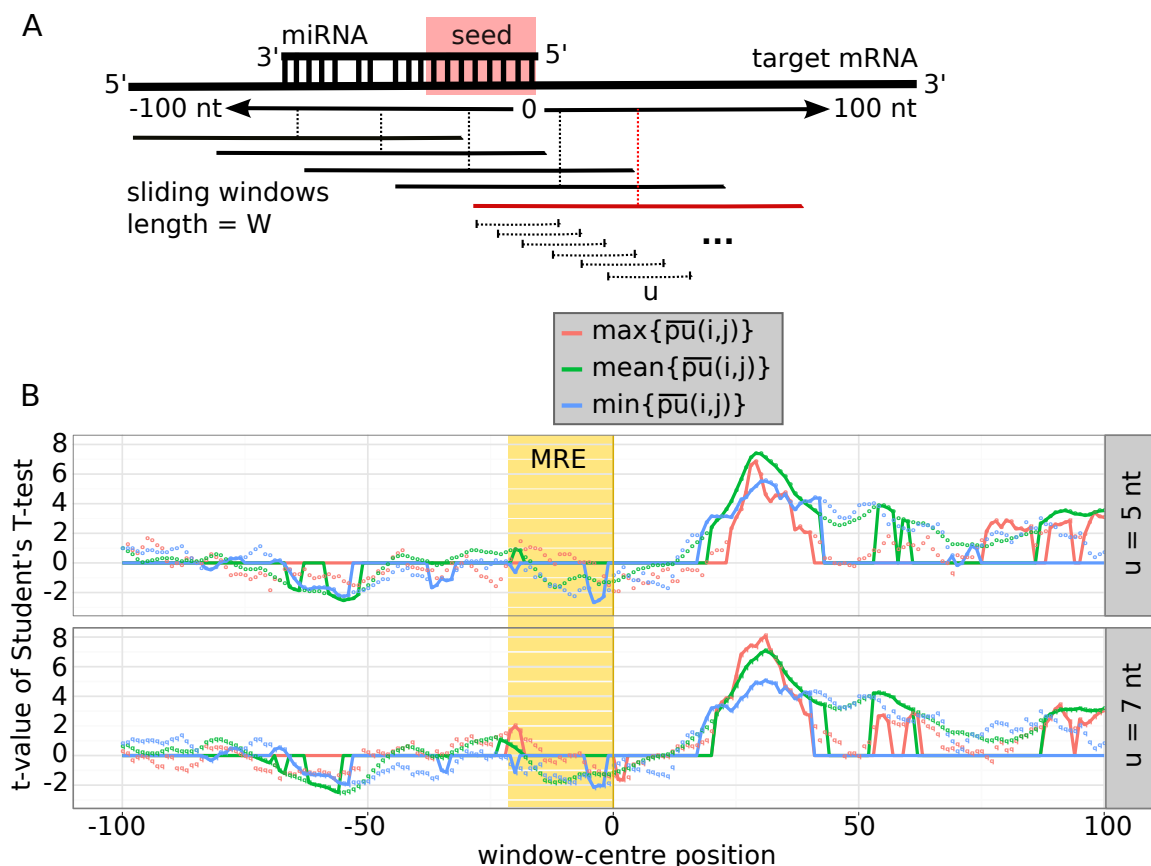 A
miRNA
seed
3'
5'
target mRNA
5'
3'
-100 nt
0
100 nt
sliding windows
length = W
...
u
max{pu(i,j)}
mean{pu(i,j)}
min{pu(i,j)}
B
t-value of Student's T-test
8
6
4
2
0
-2
MRE
u = 5 nt
8
6
4
2
0
-2
u = 7 nt
-100
-50
0
50
100
window-centre position